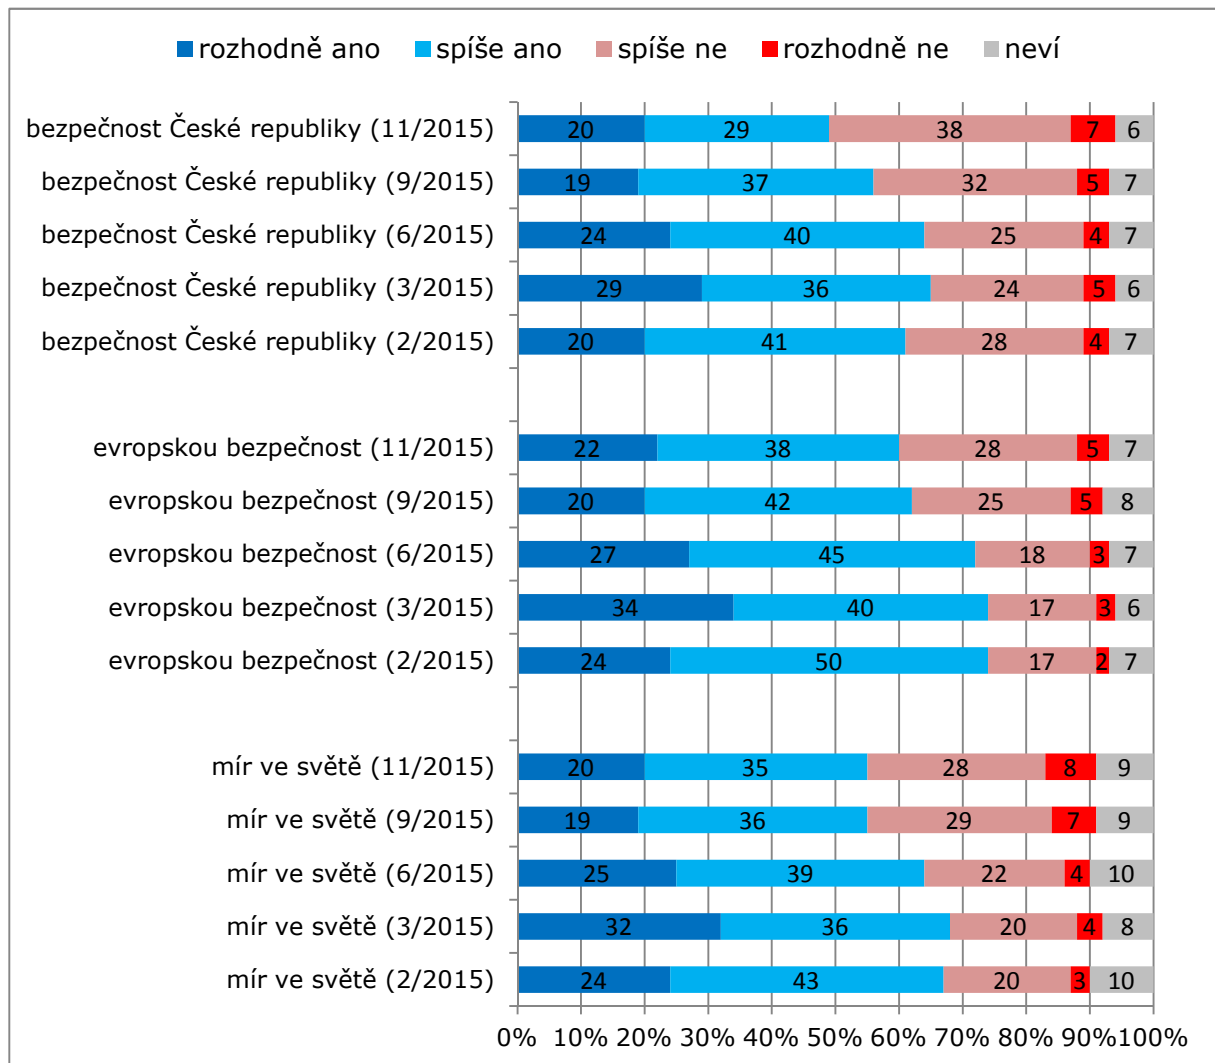 rozhodně ano spíše ano spíše ne rozhodně ne neví
bezpečnost České republiky (11/2015) 20 29 38 7 6
bezpečnost České republiky (9/2015) 19 37 32 5 7
bezpečnost České republiky (6/2015) 24 40 25 4 7
bezpečnost České republiky (3/2015) 29 36 24 5 6
bezpečnost České republiky (2/2015) 20 41 28 4 7
evropskou bezpečnost (11/2015) 22 38 28 5 7
evropskou bezpečnost (9/2015) 20 42 25 5 8
evropskou bezpečnost (6/2015) 27 45 18 3 7
evropskou bezpečnost (3/2015) 34 40 17 3 6
evropskou bezpečnost (2/2015) 24 50 17 2 7
mír ve světě (11/2015) 20 35 28 8 9
mír ve světě (9/2015) 19 36 29 7 9
mír ve světě (6/2015) 25 39 22 4 10
mír ve světě (3/2015) 32 36 20 4 8
mír ve světě (2/2015) 24 43 20 3 10
0% 10% 20% 30% 40% 50% 60% 70% 80% 90% 100%